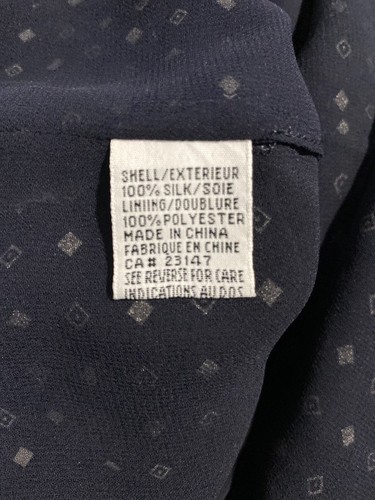 SHELL/EXTERIEUR
100% SILK/SOIE
LINIING/DOUBLURE
100% POLYESTER
MADE IN CHINA
FABRIQUE EN CHINE
CA# 23147
SEE REVERSE FOR CARE
INDICATIONS AU DOS